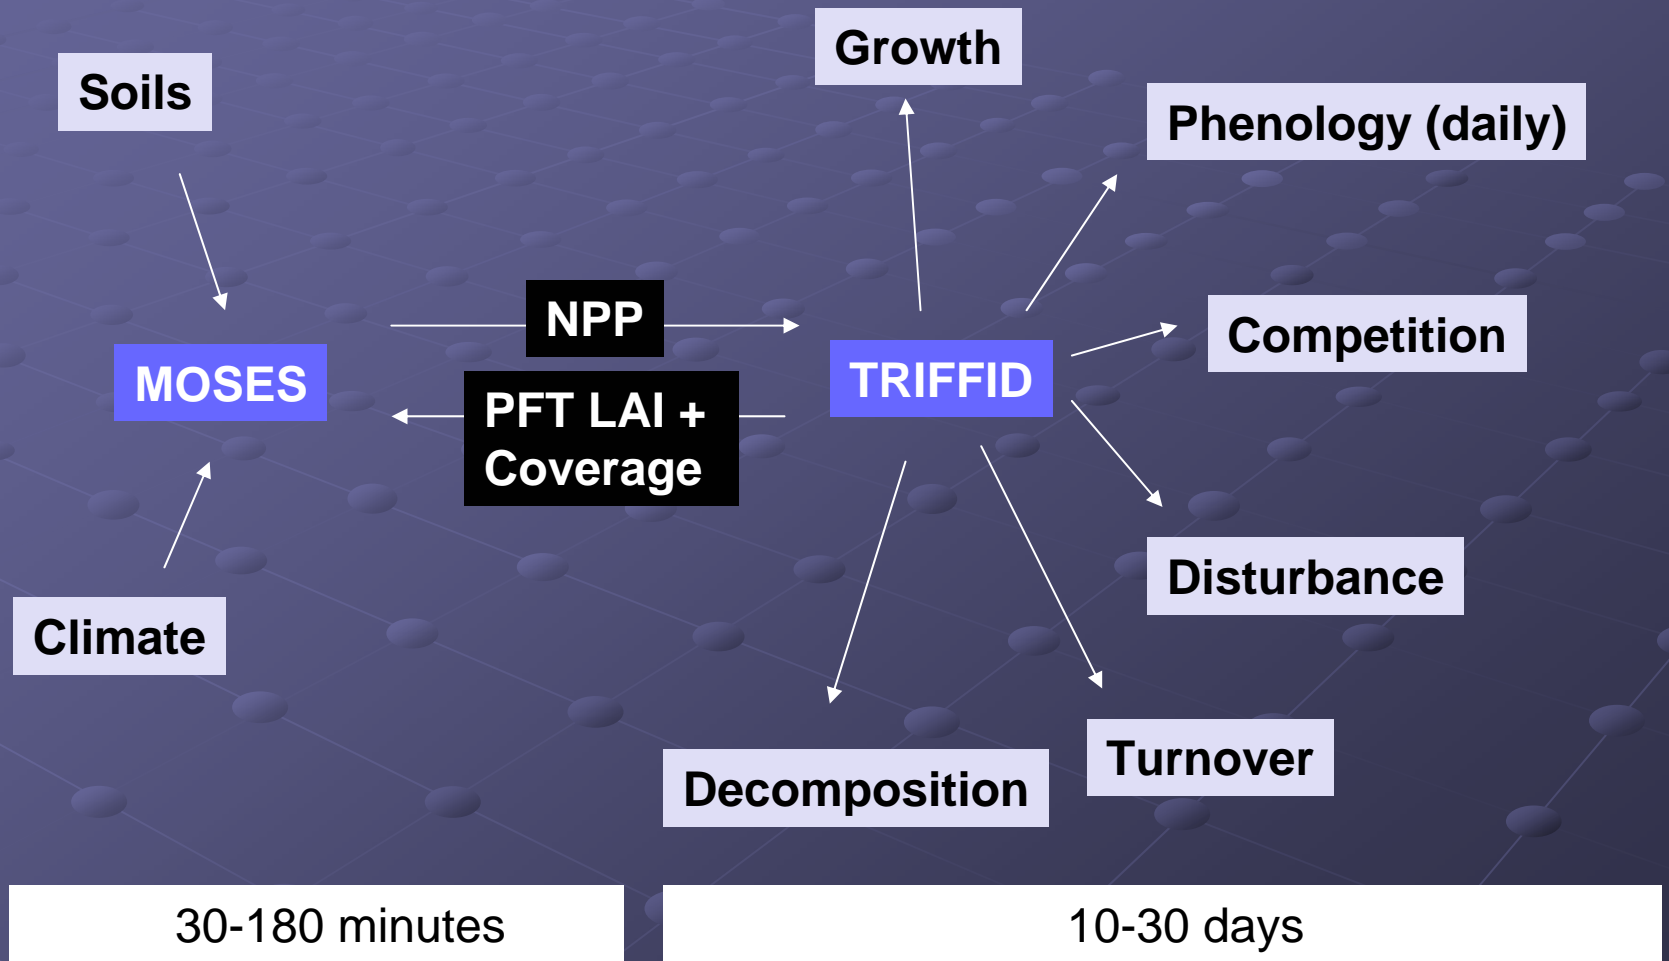 Growth
Soils
Phenology (daily)
NPP
Competition
MOSES
TRIFFID
PFT LAI +
Coverage
Disturbance
Climate
Turnover
Decomposition
30-180 minutes
10-30 days